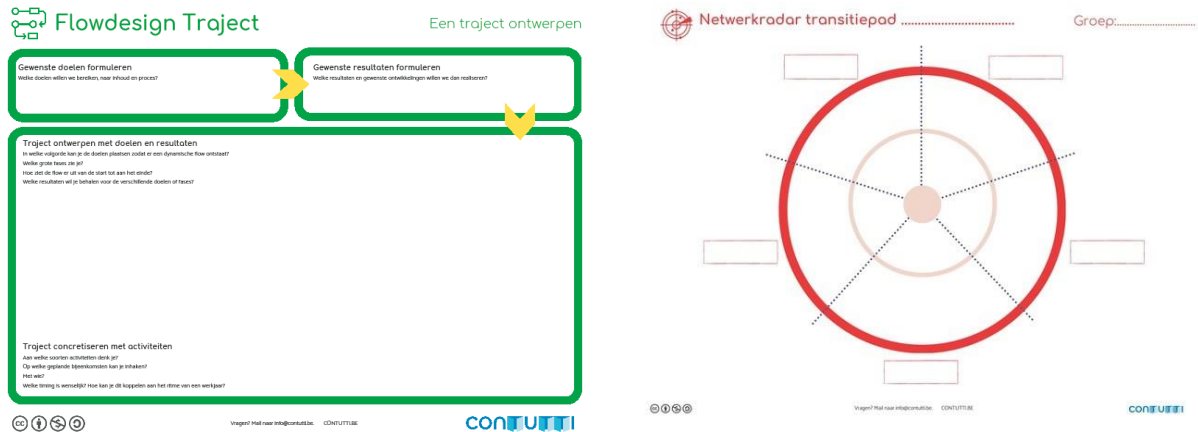 Flowdesign Traject
Een traject ontwerpen
Gewenste doelen formuleren
Welke doelen willen we bereiken, naar inhoud en proces?
Gewenste resultaten formuleren
Welke resultaten en gewenste ontwikkelingen willen we dan realiseren?
Traject ontwerpen met doelen en resultaten
In welke volgorde kan je de doelen plaatsen zodat er een dynamische flow ontstaat?
Welke grote fases zie je?
Hoe ziet de flow er uit van de start tot aan het einde?
Welke resultaten wil je behalen voor de verschillende doelen of fases?
Traject concretiseren met activiteiten
Aan welke soorten activiteiten denk je?
Op welke geplande bijeenkomsten kan je inhaken?
Met wie?
Welke timing is wenselijk? Hoe kan je dit koppelen aan het ritme van een werkjaar?
cc
Vragen? Mail naar info@contutti.be. CONTUTTI.BE
CONTUTTI
Netwerkradar transitiepad ..............................
Groep:..............................
cc
Vragen? Mail naar info@contutti.be. CONTUTTI.BE
CONTUTTI